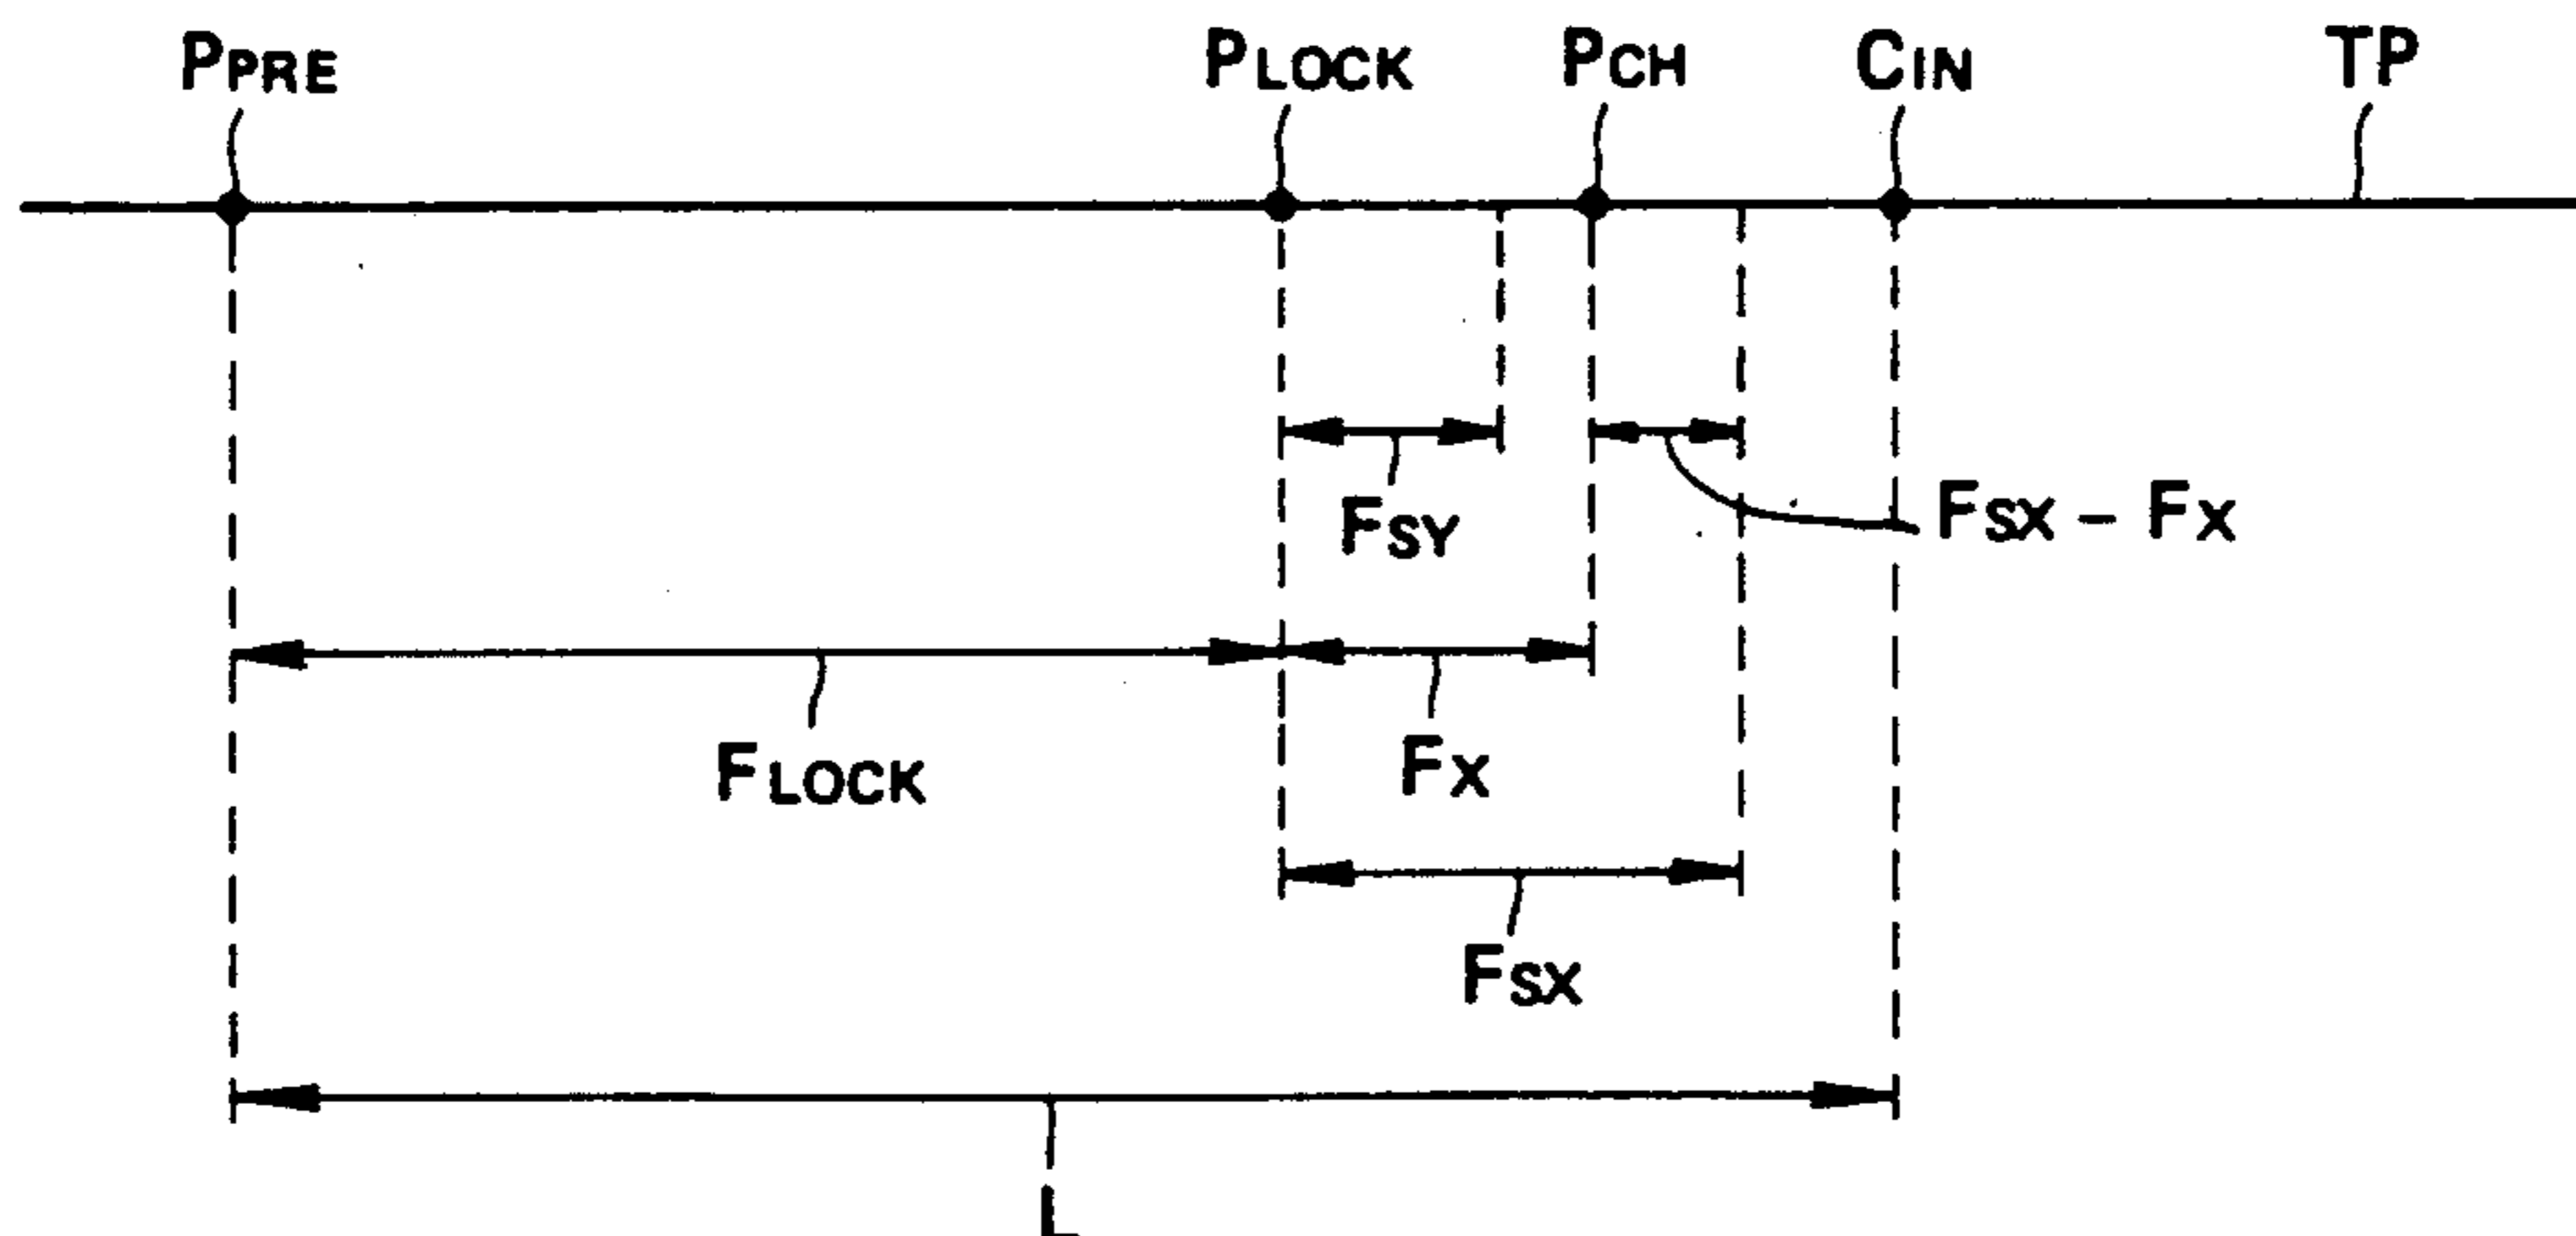 PPRE PLOCK PCH CIN TP
FSY FSX – FX
FLOCK FX
FSX
L